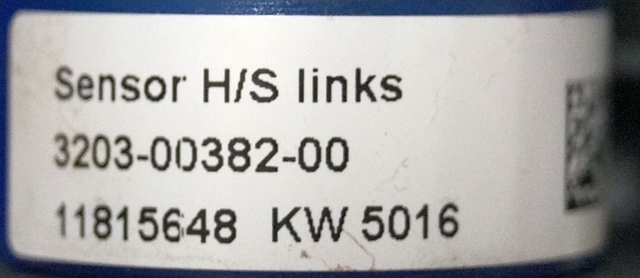 Sensor H/S links
3203-00382-00
11815648 KW 5016